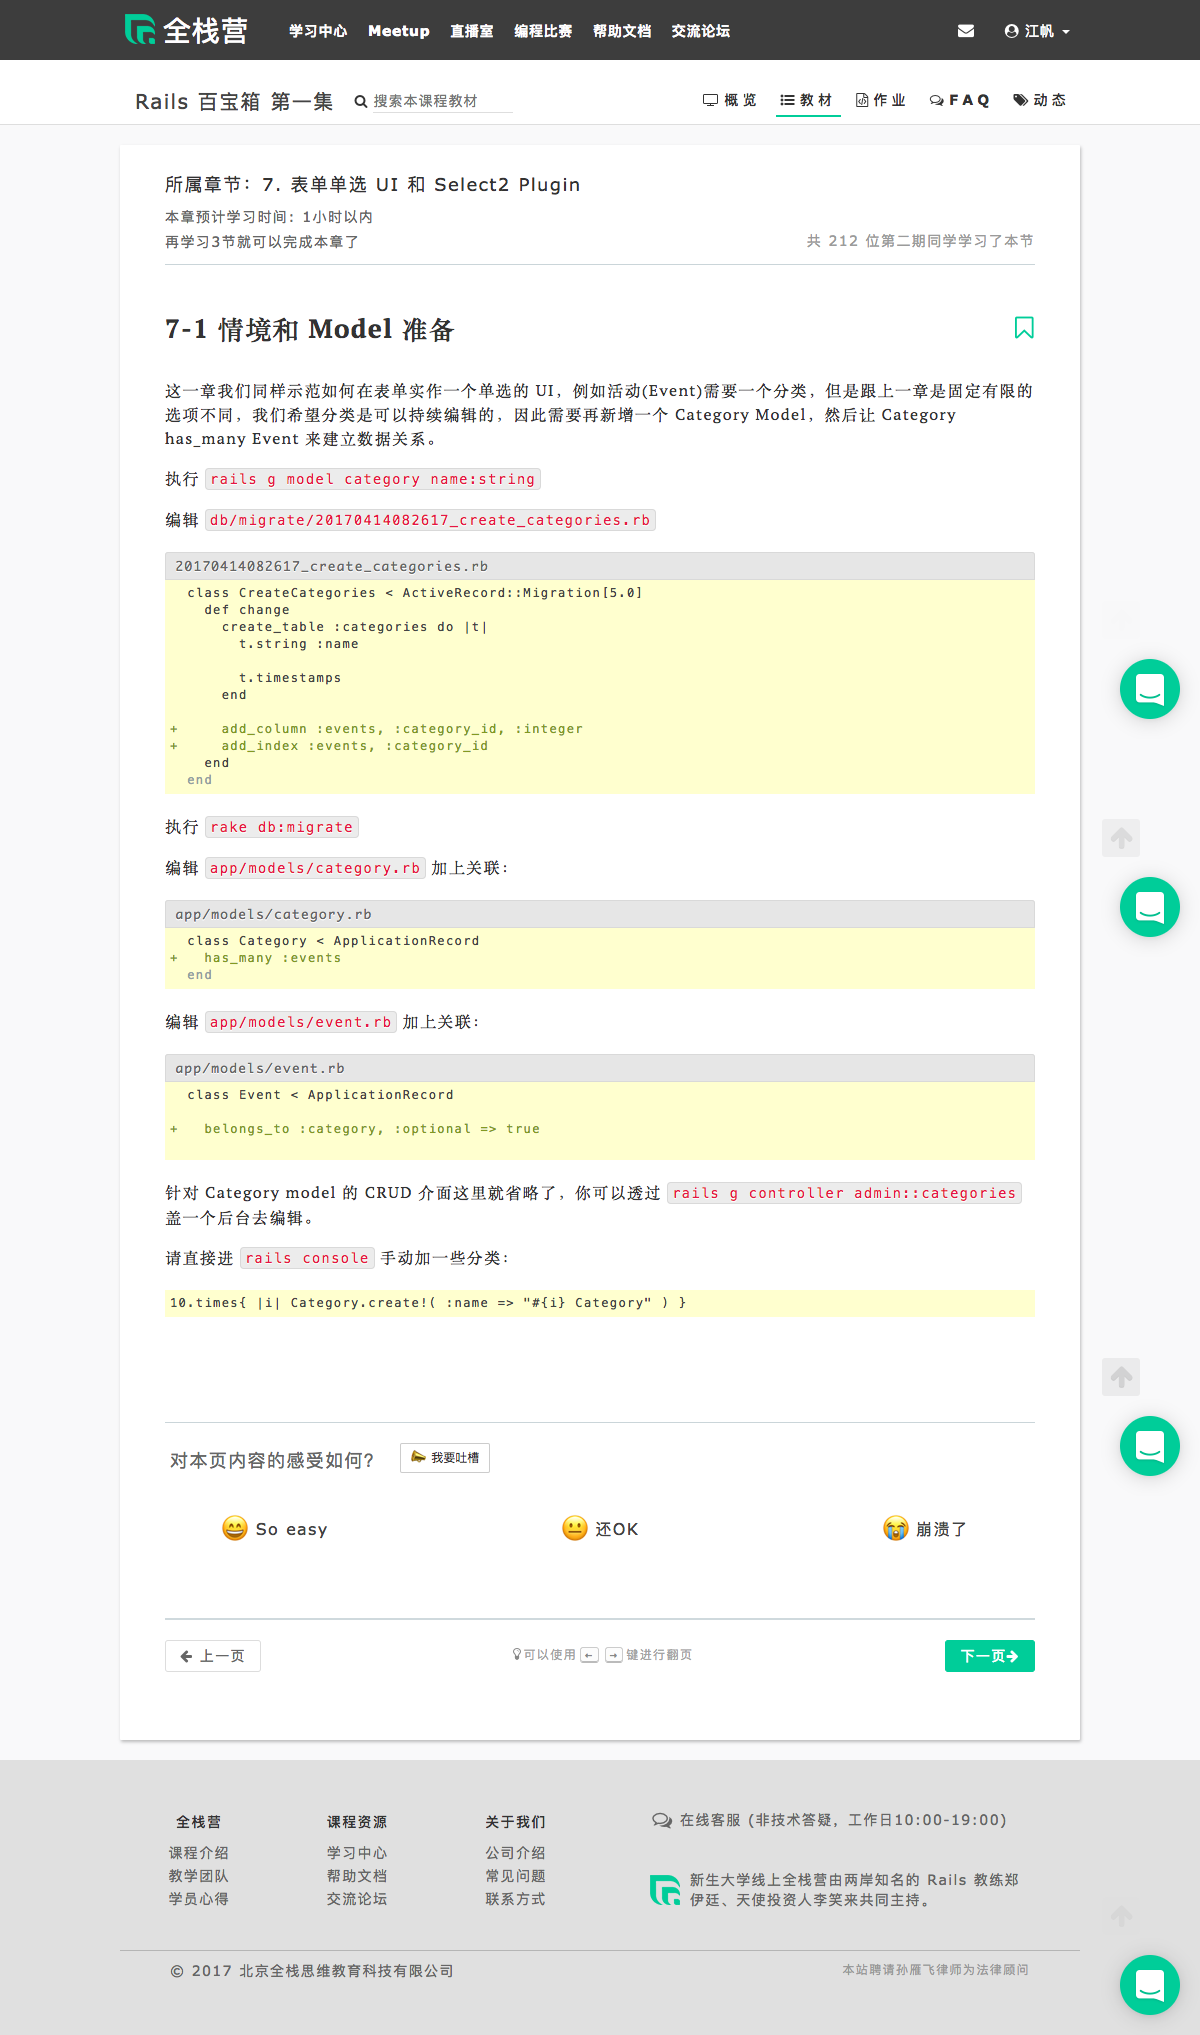 全栈营 学习中心 Meetup 直播室 编程比赛 帮助文档 交流论坛 江帆
Rails 百宝箱 第一集 搜索本课程教材 概览 教材 作业 FAQ 动态
所属章节：7. 表单单选 UI 和 Select2 Plugin
本章预计学习时间：1小时以内
再学习3节就可以完成本章了
共 212 位第二期同学学习了本节
7-1 情境和 Model 准备
这一章我们同样示范如何在表单实作一个单选的 UI，例如活动(Event)需要一个分类，但是跟上一章是固定有限的
选项不同，我们希望分类是可以持续编辑的，因此需要再新增一个 Category Model，然后让 Category
has_many Event 来建立数据关系。
执行 rails g model category name:string
编辑 db/migrate/20170414082617_create_categories.rb
20170414082617_create_categories.rb
class CreateCategories < ActiveRecord::Migration[5.0]
def change
create_table :categories do |t|
t.string :name
t.timestamps
end
+ add_column :events, :category_id, :integer
+ add_index :events, :category_id
end
end
执行 rake db:migrate
编辑 app/models/category.rb 加上关联：
app/models/category.rb
class Category < ApplicationRecord
+ has_many :events
end
编辑 app/models/event.rb 加上关联：
app/models/event.rb
class Event < ApplicationRecord
+ belongs_to :category, :optional => true
针对 Category model 的 CRUD 介面这里就省略了，你可以透过 rails g controller admin::categories
盖一个后台去编辑。
请直接进 rails console 手动加一些分类：
10.times{ |i| Category.create!( :name => "#{i} Category" ) }
对本页内容的感受如何? 我要吐槽
So easy 还OK 崩溃了
上一页 可以使用 ← → 键进行翻页 下一页
全栈营 课程资源 关于我们 在线客服 (非技术答疑，工作日10:00-19:00)
课程介绍 学习中心 公司介绍
教学团队 帮助文档 常见问题
学员心得 交流论坛 联系方式
新生大学线上全栈营由两岸知名的 Rails 教练郑
伊廷、天使投资人李笑来共同主持。
© 2017 北京全栈思维教育科技有限公司 本站聘请孙雁飞律师为法律顾问